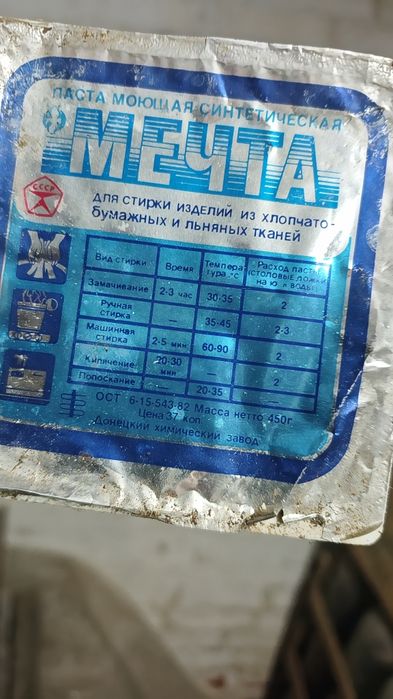 ПАСТА МОЮЩАЯ СИНТЕТИЧЕСКАЯ
МЕЧТА
СССР
ДЛЯ СТИРКИ ИЗДЕЛИЙ ИЗ ХЛОПЧАТО-
БУМАЖНЫХ И ЛЬНЯНЫХ ТКАНЕЙ
Вид стирки Время Темпера тура, °С Расход пасты (столовые ложки на 10 л воды)
Замачивание 2-3 час 30-35 2
Ручная стирка — 35-45 2-3
Машинная стирка 2-5 мин 60-90 2
Кипячение 20-30 мин — 2
Полоскание — 20-35 —
ОСТ 6-15-543-82 Масса нетто 450г.
Цена 37 коп.
Донецкий химический завод